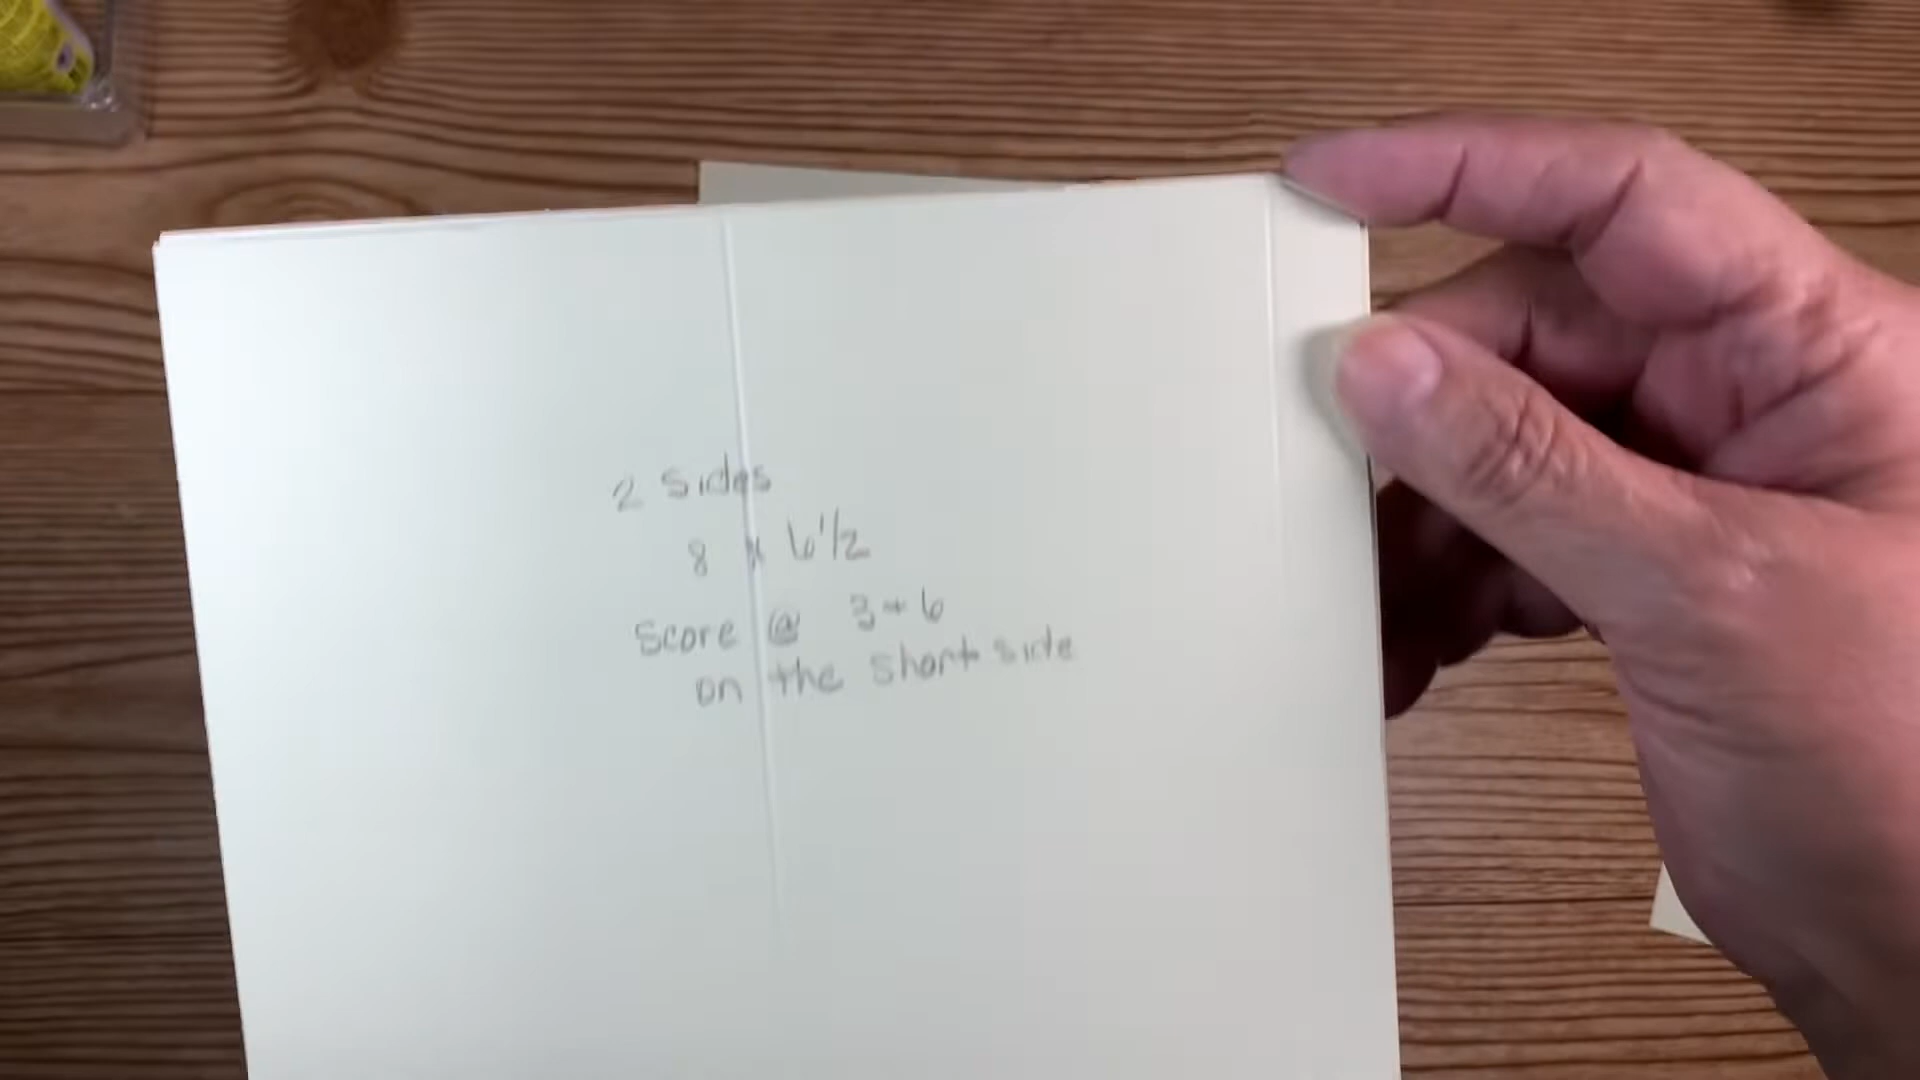 2 Sides
8 x 6 1/2
Score @ 3 + 6
on the short side